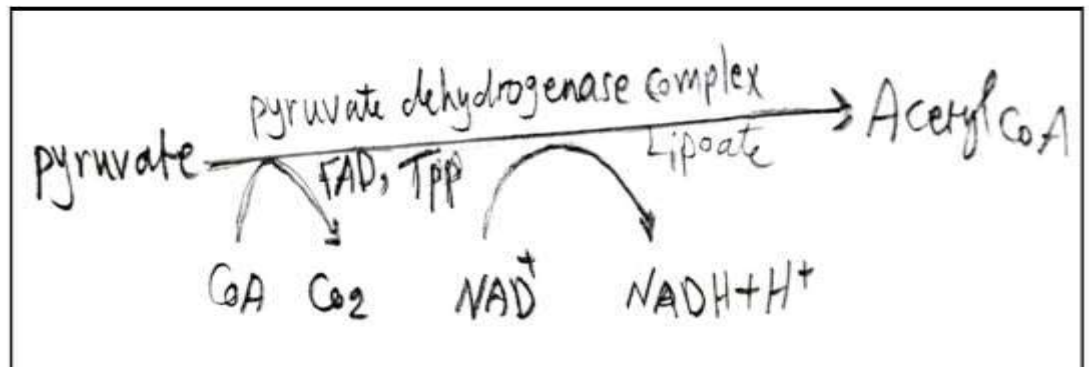 pyruvate dehydrogenase complex
pyruvate → Acetyl CoA
FAD, Tpp Lipoate
CoA Co2 NAD+ NADH+H+